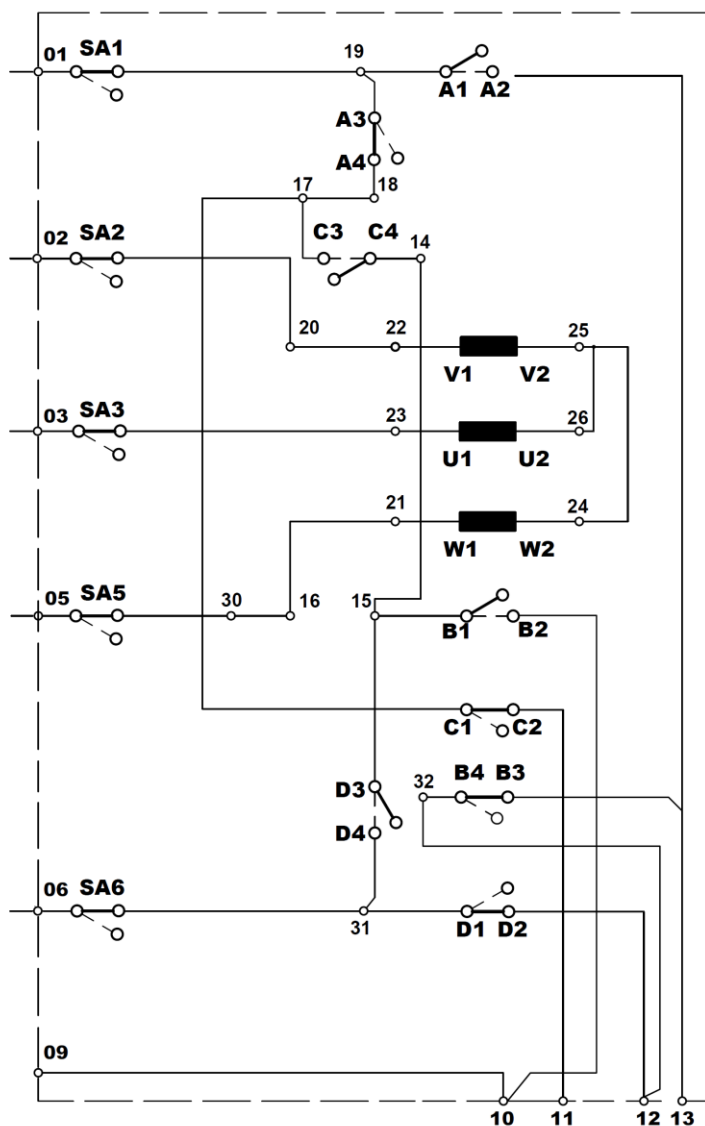 01 SA1 19
A1 A2
A3
A4
17 18
02 SA2 C3 C4 14
20 22 25
V1 V2
03 SA3 23 26
U1 U2
21 24
W1 W2
05 SA5 30 16 15
B1 B2
C1 C2
32 B4 B3
D3
D4
06 SA6
31 D1 D2
09
10 11 12 13